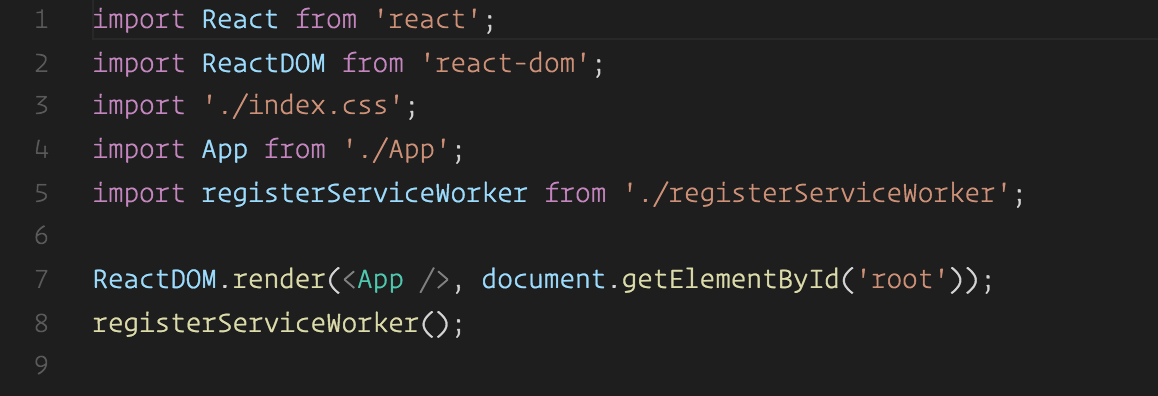 1 import React from 'react';
2 import ReactDOM from 'react-dom';
3 import './index.css';
4 import App from './App';
5 import registerServiceWorker from './registerServiceWorker';
6
7 ReactDOM.render(<App />, document.getElementById('root'));
8 registerServiceWorker();
9